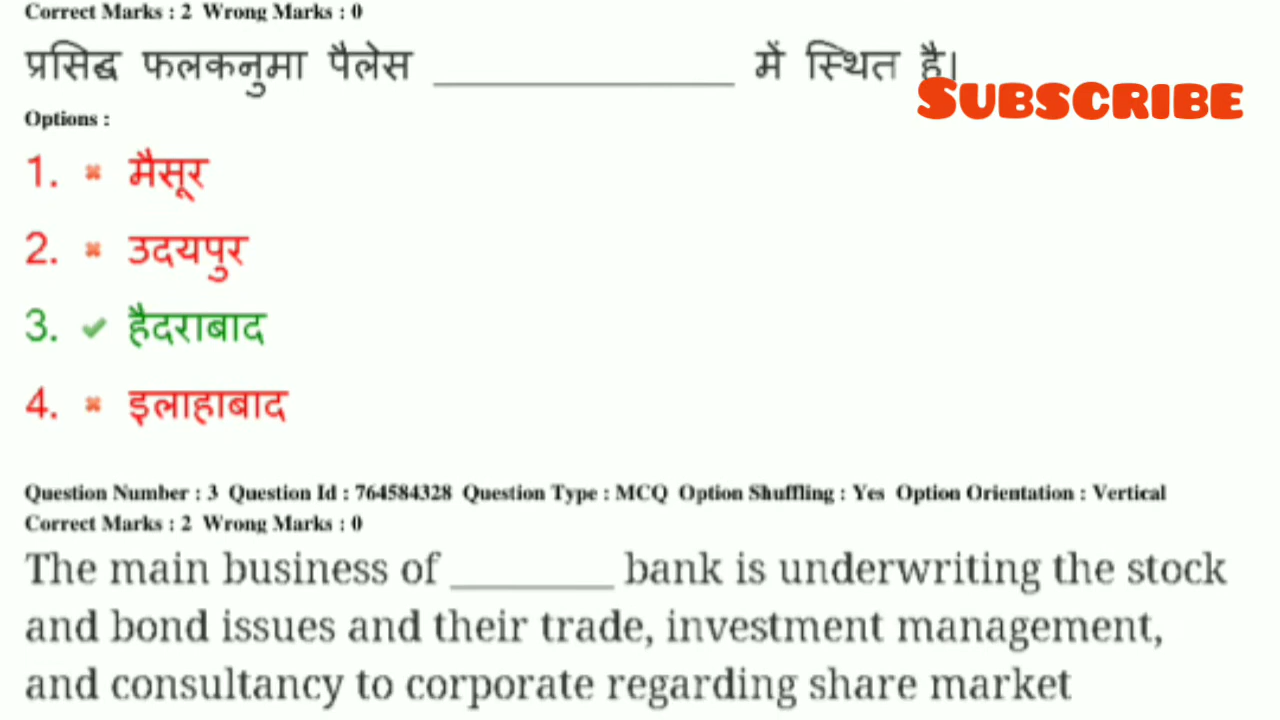 Correct Marks : 2 Wrong Marks : 0
प्रसिद्ध फलकनुमा पैलेस ______________ में स्थित है।
SUBSCRIBE
Options :
1. मैसूर
2. उदयपुर
3. हैदराबाद
4. इलाहाबाद
Question Number : 3 Question Id : 764584328 Question Type : MCQ Option Shuffling : Yes Option Orientation : Vertical
Correct Marks : 2 Wrong Marks : 0
The main business of ________ bank is underwriting the stock
and bond issues and their trade, investment management,
and consultancy to corporate regarding share market